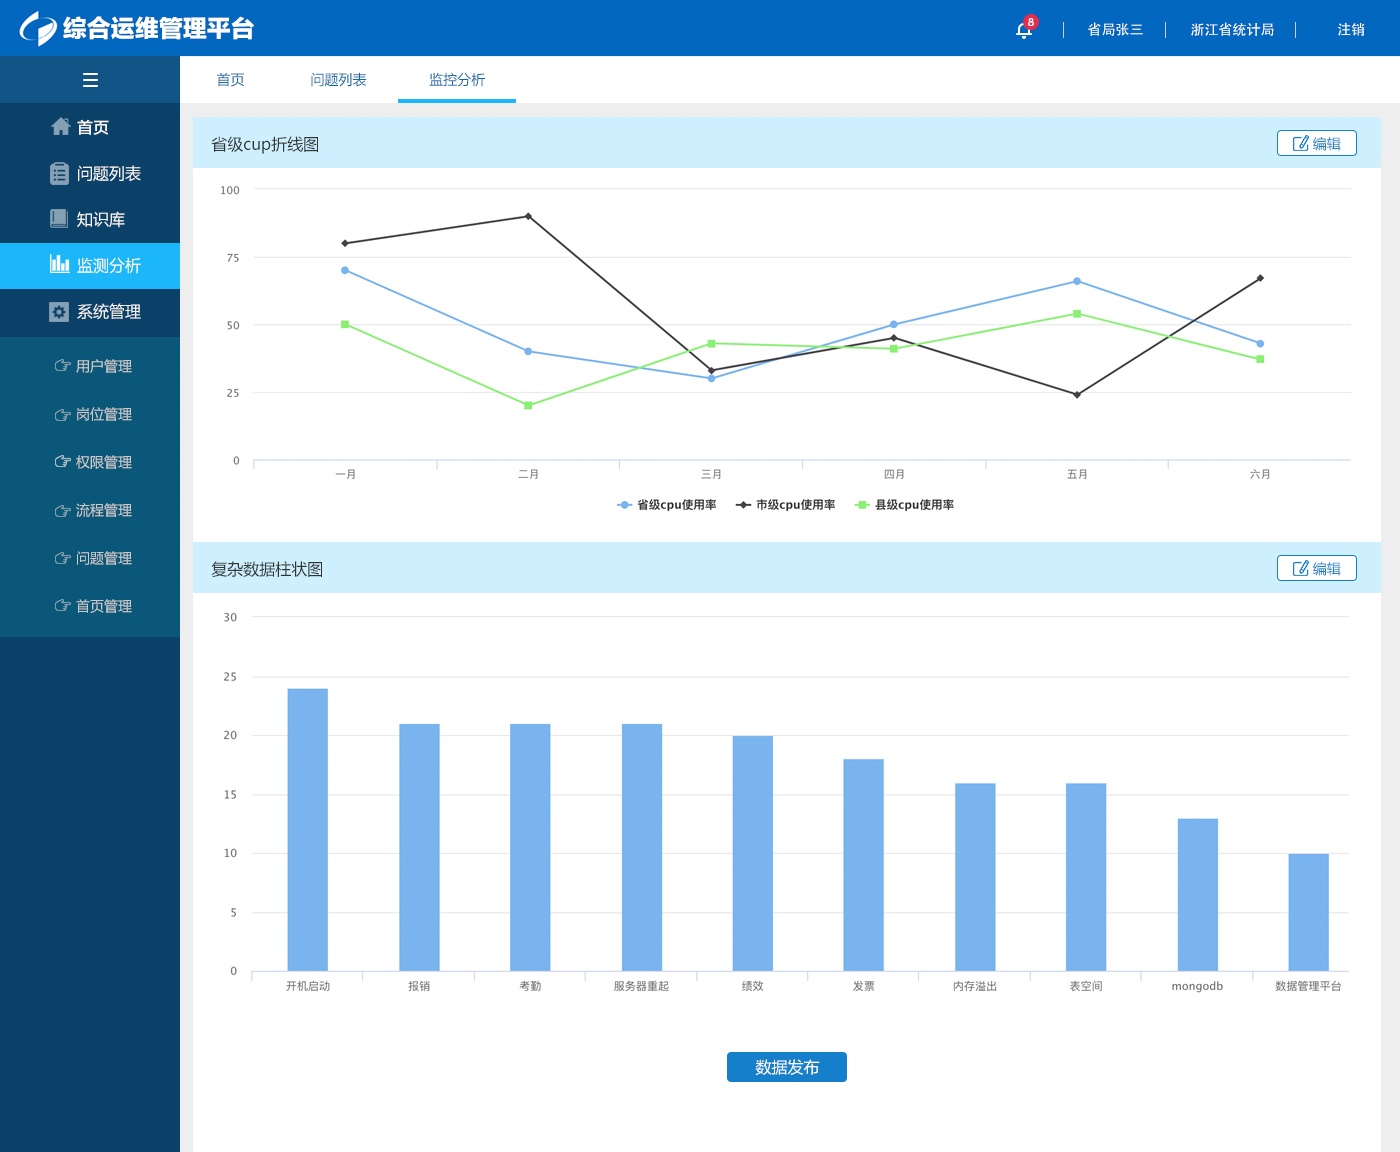 综合运维管理平台
8
省局张三
浙江省统计局
注销
首页
问题列表
监控分析
首页
问题列表
知识库
监测分析
系统管理
用户管理
岗位管理
权限管理
流程管理
问题管理
首页管理
省级cup折线图
编辑
100
75
50
25
0
一月 二月 三月 四月 五月 六月
省级cpu使用率 市级cpu使用率 县级cpu使用率
复杂数据柱状图
编辑
30
25
20
15
10
5
0
开机启动 报销 考勤 服务器重起 绩效 发票 内存溢出 表空间 mongodb 数据管理平台
数据发布